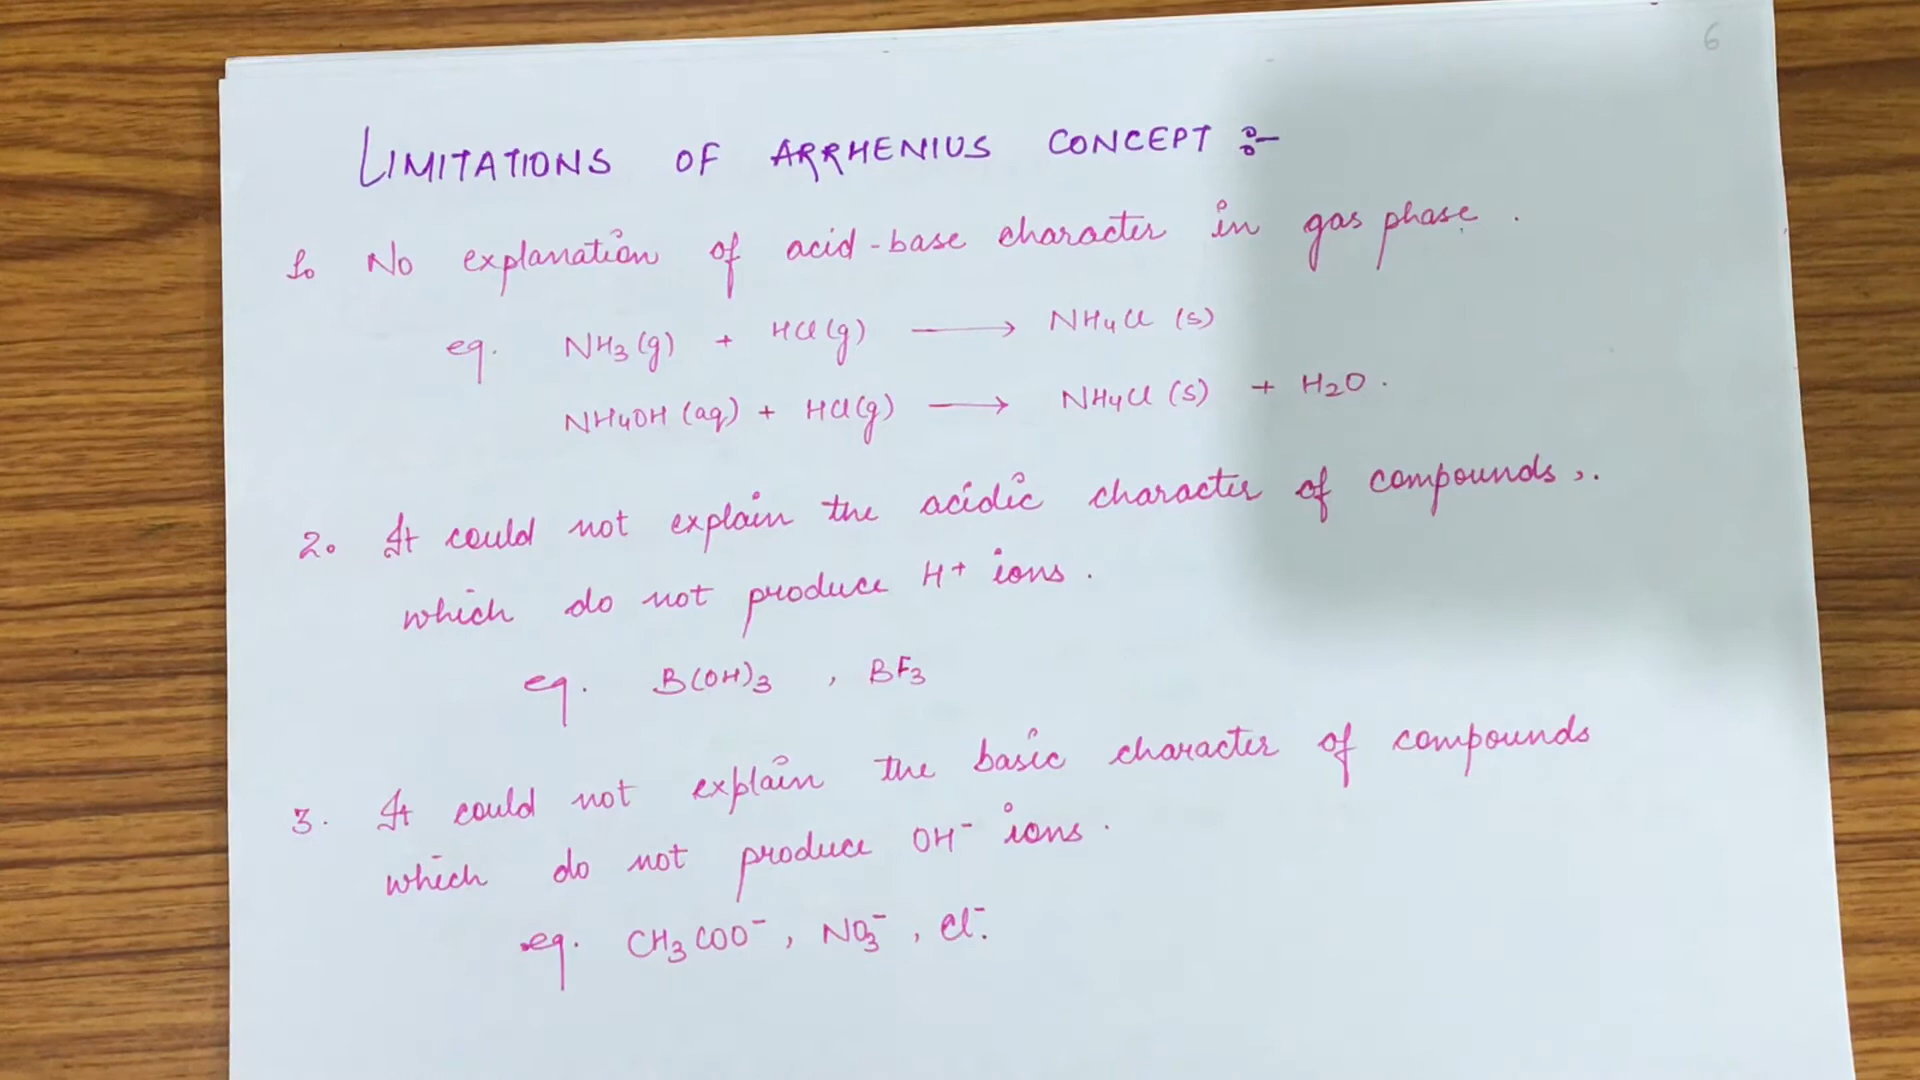 6
LIMITATIONS OF ARRHENIUS CONCEPT :-
1. No explanation of acid-base character in gas phase.
eg. NH3(g) + HCl(g) ⟶ NH4Cl (s)
NH4OH (aq) + HCl(g) ⟶ NH4Cl (s) + H2O.
2. It could not explain the acidic character of compounds,.
which do not produce H+ ions.
eg. B(OH)3 , BF3
3. It could not explain the basic character of compounds
which do not produce OH⁻ ions.
eg. CH3COO⁻, NO3⁻, Cl⁻.